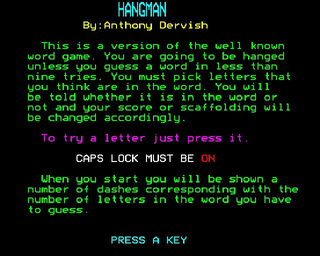 HANGMAN
By:Anthony Dervish
This is a version of the well known
word game. You are going to be hanged
unless you guess a word in less than
nine tries. You must pick letters that
you think are in the word. You will
be told whether it is in the word or
not and your score or scaffolding will
be changed accordingly.
To try a letter just press it.
CAPS LOCK MUST BE ON
When you start you will be shown a
number of dashes corresponding with the
number of letters in the word you have
to guess.
PRESS A KEY